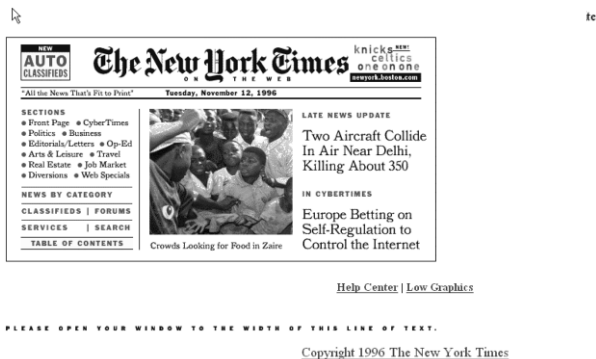 te
NEW
AUTO
CLASSIFIEDS
The New York Times
ON THE WEB
knicks NEW!
celtics
one on one
newyork.boston.com
"All the News That's Fit to Print"
Tuesday, November 12, 1996
SECTIONS
● Front Page ● CyberTimes
● Politics ● Business
● Editorials/Letters ● Op-Ed
● Arts & Leisure ● Travel
● Real Estate ● Job Market
● Diversions ● Web Specials
NEWS BY CATEGORY
CLASSIFIEDS | FORUMS
SERVICES | SEARCH
TABLE OF CONTENTS
Crowds Looking for Food in Zaire
LATE NEWS UPDATE
Two Aircraft Collide
In Air Near Delhi,
Killing About 350
IN CYBERTIMES
Europe Betting on
Self-Regulation to
Control the Internet
Help Center | Low Graphics
PLEASE OPEN YOUR WINDOW TO THE WIDTH OF THIS LINE OF TEXT.
Copyright 1996 The New York Times